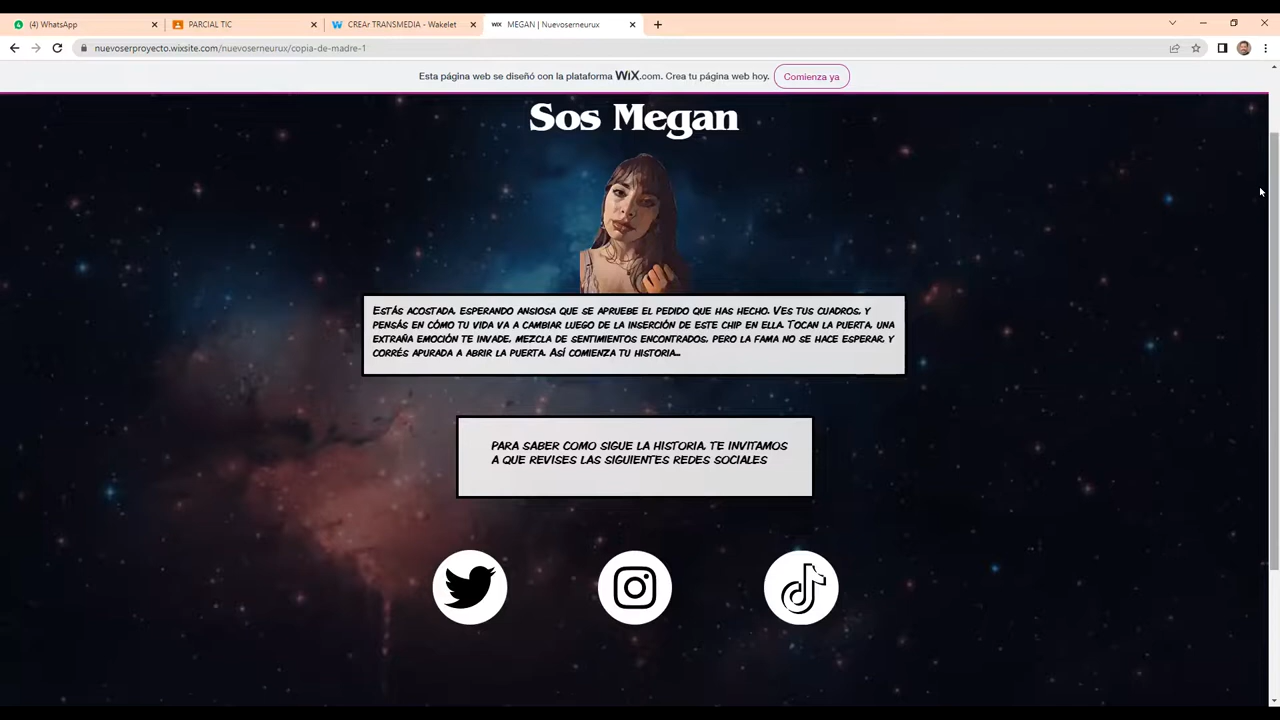 (4) WhatsApp
PARCIAL TIC
CREAr TRANSMEDIA - Wakelet
WiX
MEGAN | Nuevoserneurux
nuevoserproyecto.wixsite.com/nuevoserneurux/copia-de-madre-1
Esta página web se diseñó con la plataforma WiX.com. Crea tu página web hoy.
Comienza ya
Sos Megan
Estás acostada, esperando ansiosa que se apruebe el pedido que has hecho. Ves tus cuadros, y
pensás en cómo tu vida va a cambiar luego de la inserción de este chip en ella. Tocan la puerta, una
extraña emoción te invade, mezcla de sentimientos encontrados, pero la fama no se hace esperar, y
corrés apurada a abrir la puerta. Así comienza tu historia...
PARA SABER COMO SIGUE LA HISTORIA, TE INVITAMOS
A QUE REVISES LAS SIGUIENTES REDES SOCIALES